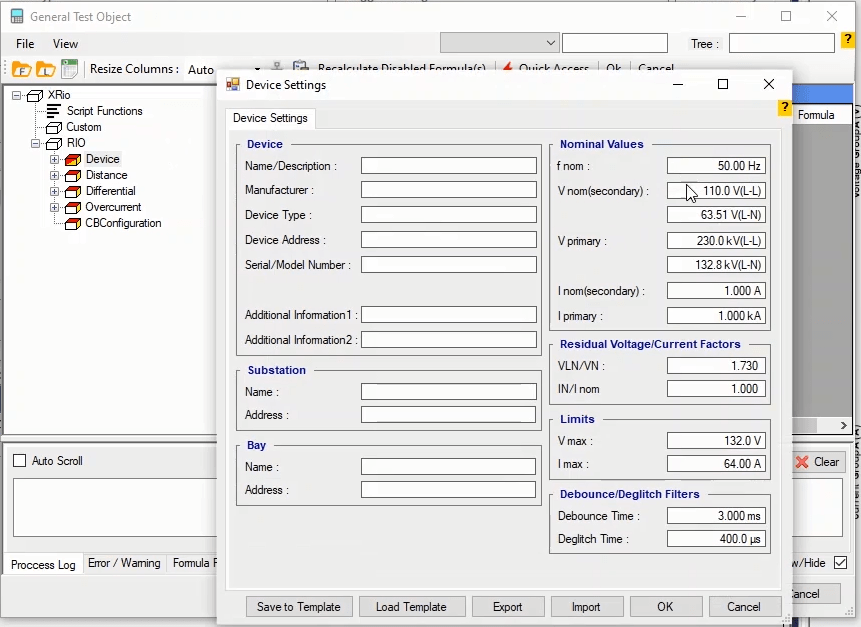 General Test Object
File View
Tree :
?
Resize Columns : Auto
Recalculate Disabled Formula(s) Quick Access Ok Cancel
XRio
Script Functions
Custom
RIO
Device
Distance
Differential
Overcurrent
CBConfiguration
Formula
Auto Scroll
Clear
Proccess Log Error / Warning Formula
Device Settings
?
Device Settings
Device
Name/Description :
Manufacturer :
Device Type :
Device Address :
Serial/Model Number :
Additional Information1 :
Additional Information2 :
Substation
Name :
Address :
Bay
Name :
Address :
Nominal Values
f nom : 50.00 Hz
V nom(secondary) : 110.0 V(L-L)
63.51 V(L-N)
V primary : 230.0 kV(L-L)
132.8 kV(L-N)
I nom(secondary) : 1.000 A
I primary : 1.000 kA
Residual Voltage/Current Factors
VLN/VN : 1.730
IN/I nom 1.000
Limits
V max : 132.0 V
I max : 64.00 A
Debounce/Deglitch Filters
Debounce Time : 3.000 ms
Deglitch Time : 400.0 µs
Save to Template Load Template Export Import OK Cancel